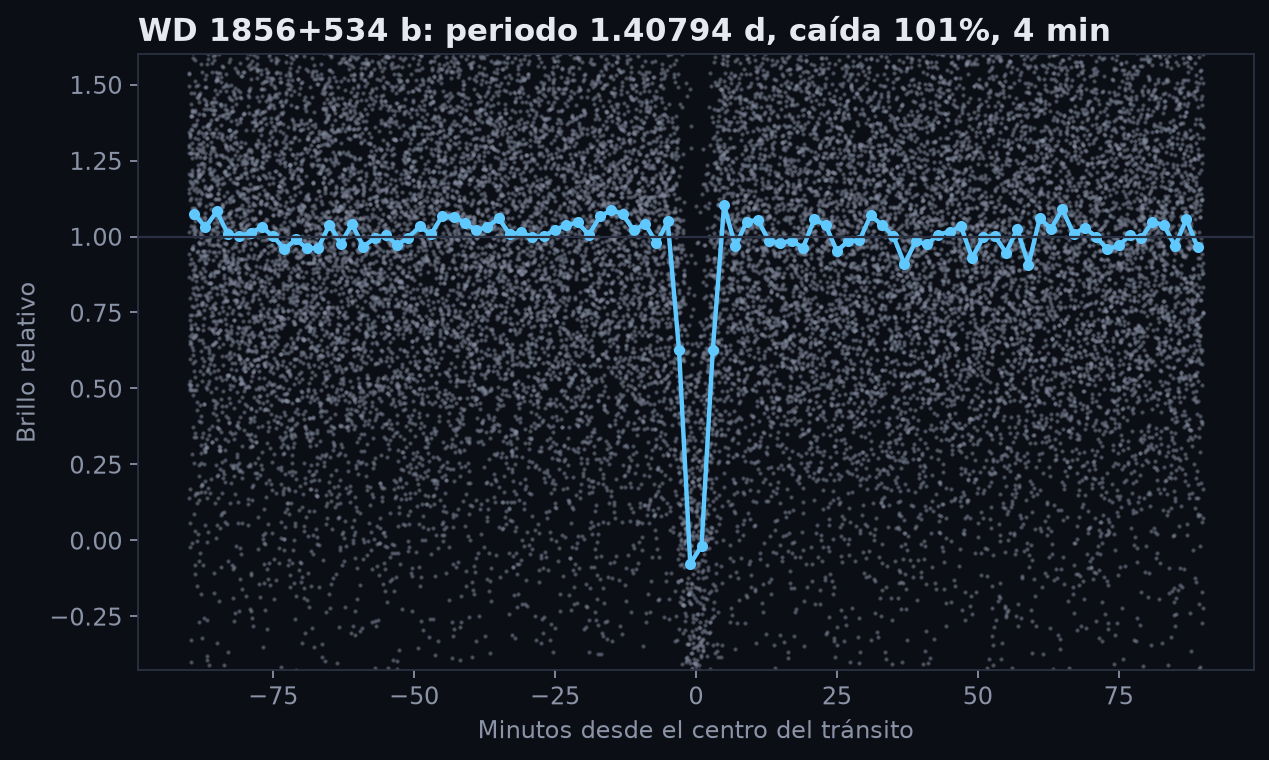 WD 1856+534 b: periodo 1.40794 d, caída 101%, 4 min
1.50
1.25
1.00
0.75
0.50
0.25
0.00
−0.25
Brillo relativo
−75 −50 −25 0 25 50 75
Minutos desde el centro del tránsito